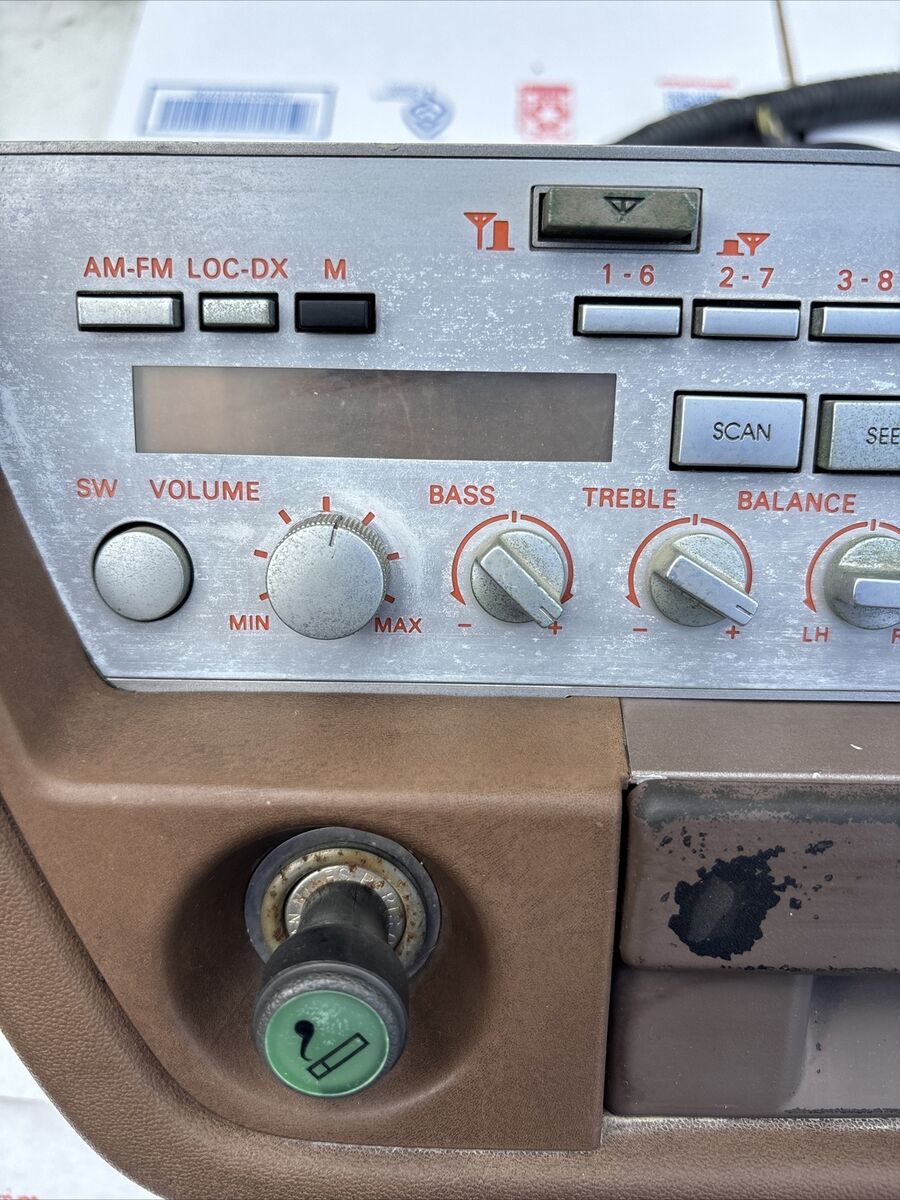 AM-FM LOC-DX M
1 - 6 2 - 7 3 - 8
SCAN SEE
SW VOLUME BASS TREBLE BALANCE
MIN MAX - + - + LH